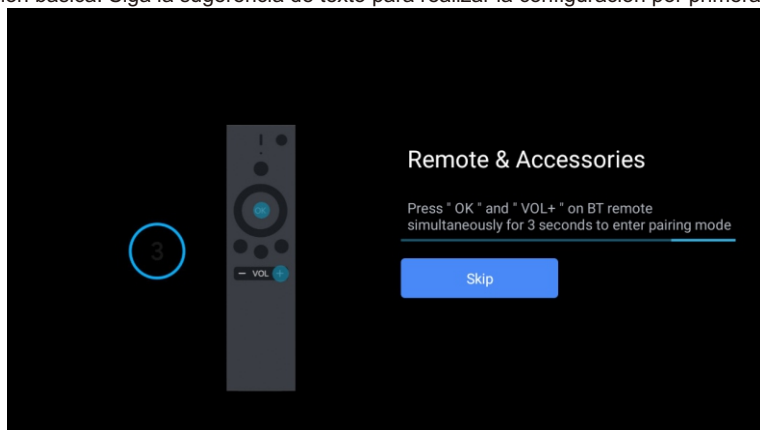 ón básica. Siga la sugerencia de texto para realizar la configuración por primera
Remote & Accessories
Press " OK " and " VOL+ " on BT remote
simultaneously for 3 seconds to enter pairing mode
OK
3
− VOL +
Skip